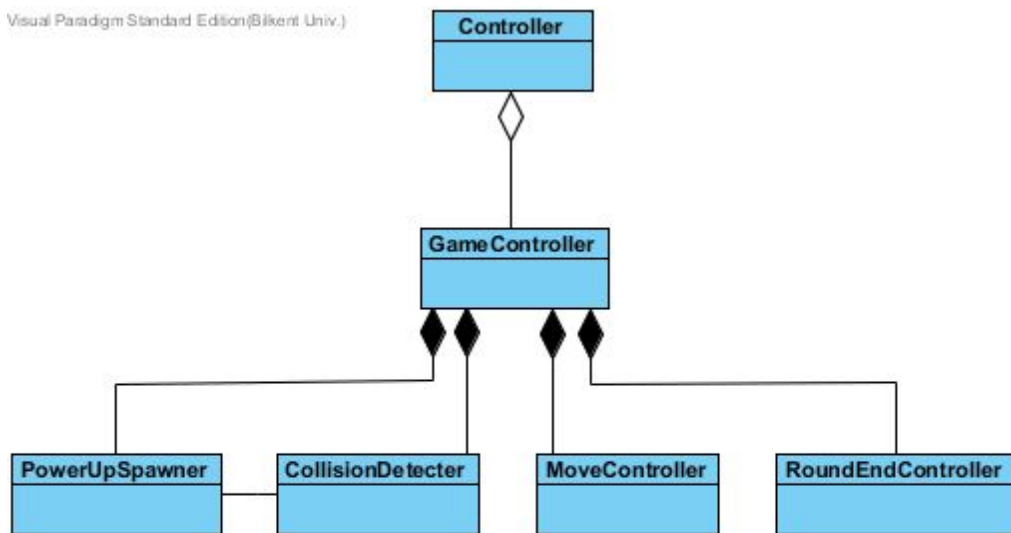 Visual Paradigm Standard Edition(Bilkent Univ.)
Controller
GameController
PowerUpSpawner
CollisionDetecter
MoveController
RoundEndController